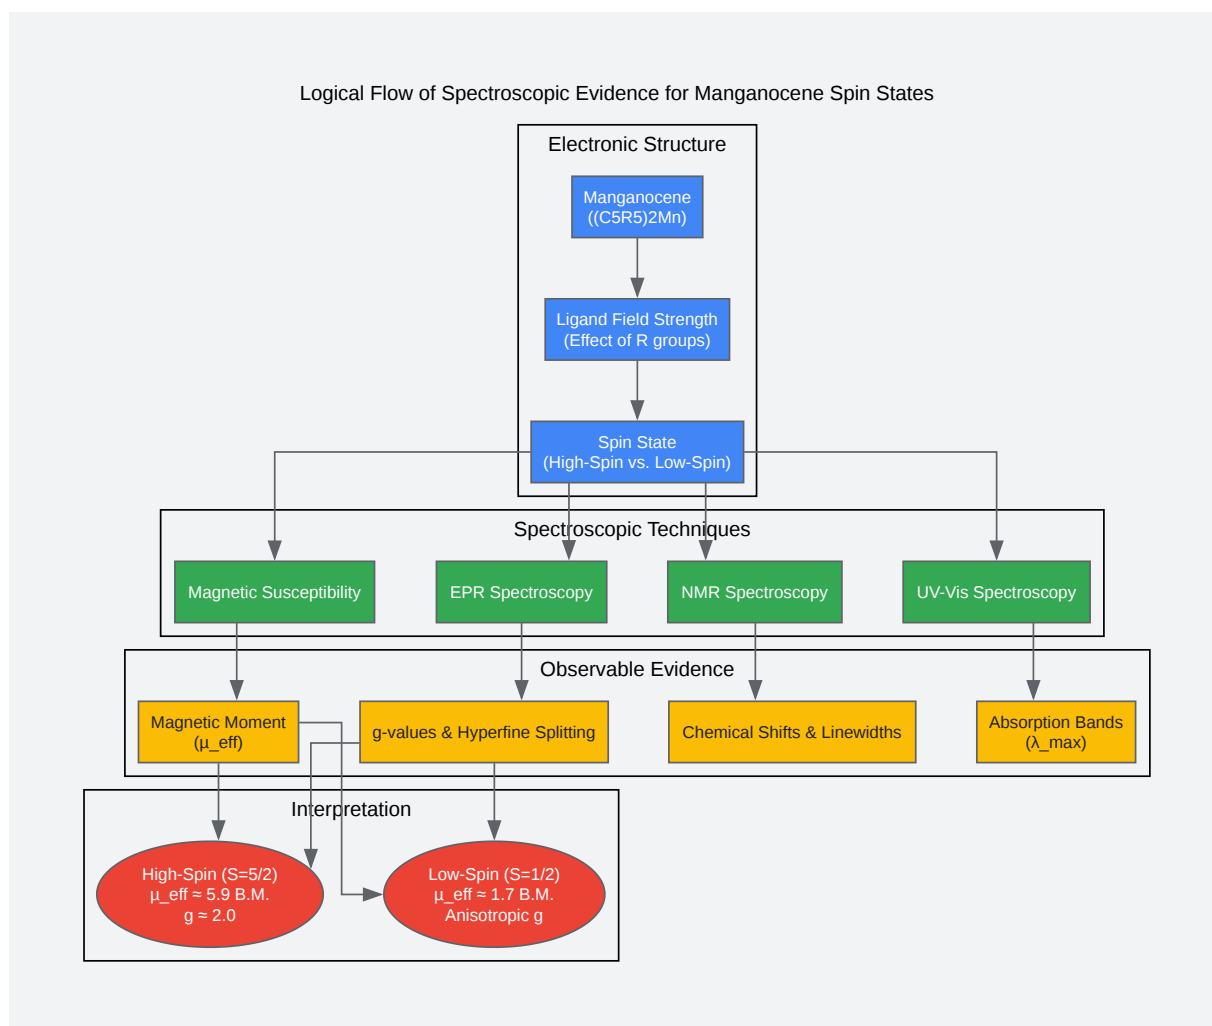 Logical Flow of Spectroscopic Evidence for Manganocene Spin States
Electronic Structure
Manganocene
((C5R5)2Mn)
Ligand Field Strength
(Effect of R groups)
Spin State
(High-Spin vs. Low-Spin)
Spectroscopic Techniques
Magnetic Susceptibility
EPR Spectroscopy
NMR Spectroscopy
UV-Vis Spectroscopy
Observable Evidence
Magnetic Moment
(μ_eff)
g-values & Hyperfine Splitting
Chemical Shifts & Linewidths
Absorption Bands
(λ_max)
Interpretation
High-Spin (S=5/2)
μ_eff ≈ 5.9 B.M.
g ≈ 2.0
Low-Spin (S=1/2)
μ_eff ≈ 1.7 B.M.
Anisotropic g